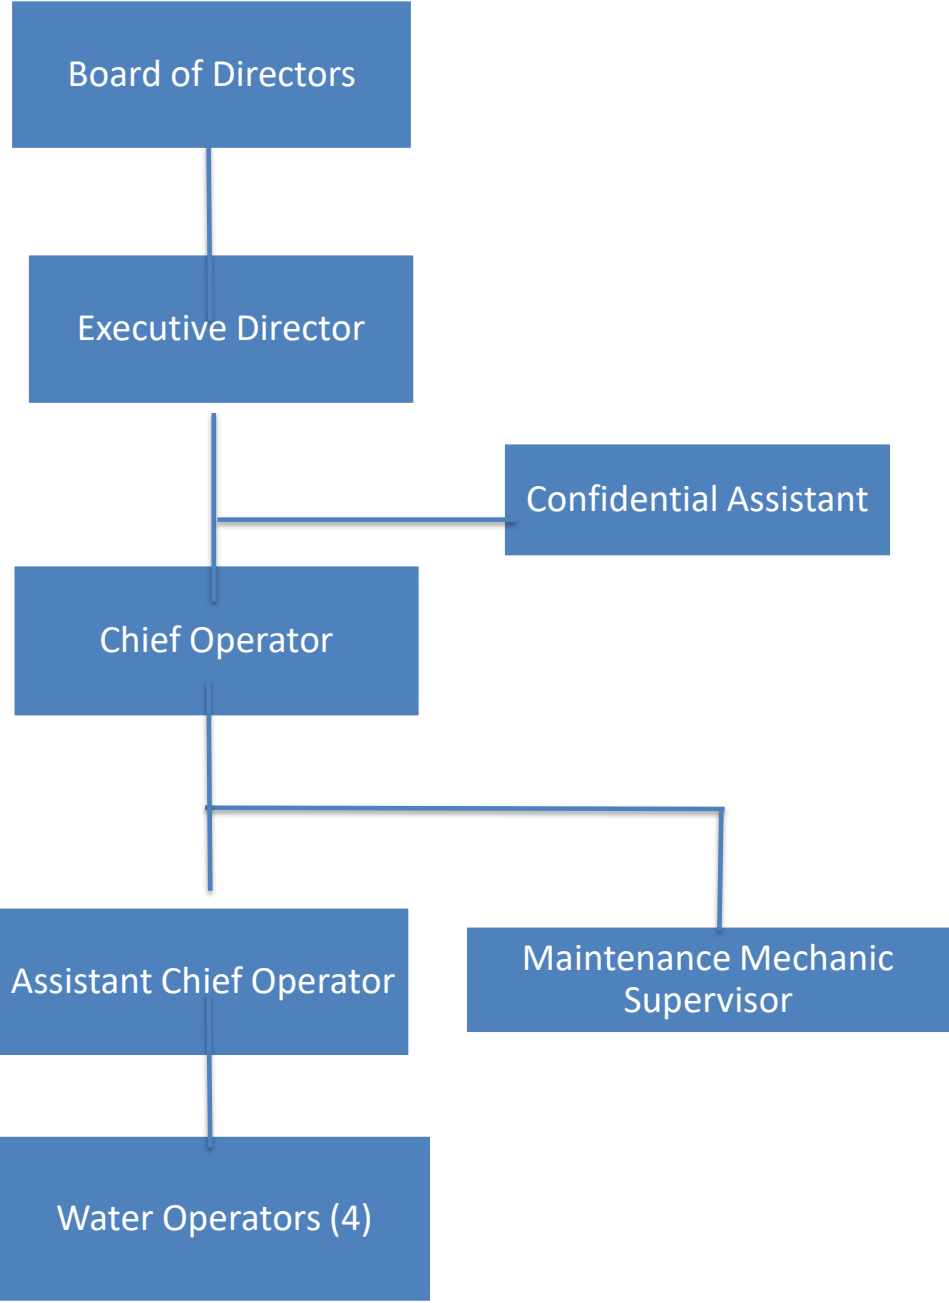 Board of Directors
Executive Director
Confidential Assistant
Chief Operator
Assistant Chief Operator
Maintenance Mechanic
Supervisor
Water Operators (4)